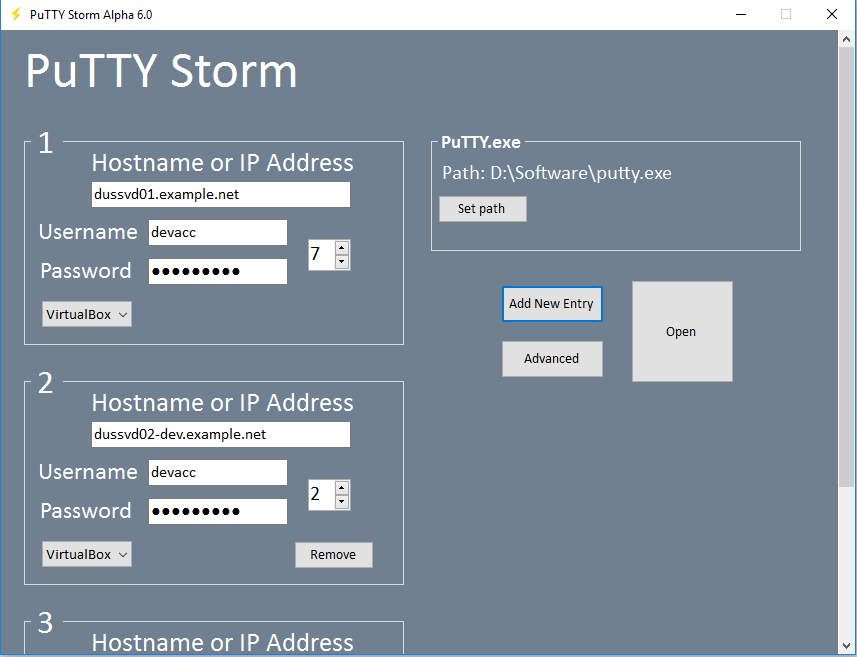 PuTTY Storm Alpha 6.0
PuTTY Storm
1
Hostname or IP Address
dussvd01.example.net
Username devacc
7
Password ●●●●●●●●●
VirtualBox
2
Hostname or IP Address
dussvd02-dev.example.net
Username devacc
2
Password ●●●●●●●●●
VirtualBox
Remove
3
Hostname or IP Address
PuTTY.exe
Path: D:\Software\putty.exe
Set path
Add New Entry
Advanced
Open